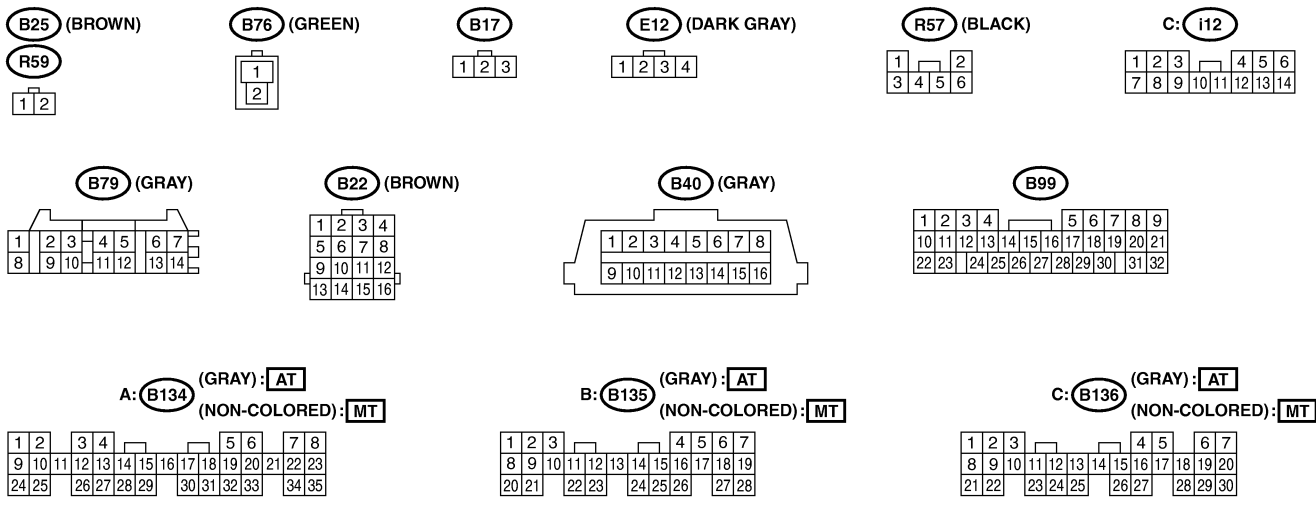 B25 (BROWN) B76 (GREEN) B17 E12 (DARK GRAY) R57 (BLACK) C: i12
R59
1 1 2 1 2 3 4 5 6
1 2 3 1 2 3 4
2 3 4 5 6 7 8 9 10 11 12 13 14
1 2
B79 (GRAY) B22 (BROWN) B40 (GRAY) B99
1 2 3 4 5 6 7
8 9 10 11 12 13 14
1 2 3 4
5 6 7 8
9 10 11 12
13 14 15 16
1 2 3 4 5 6 7 8
9 10 11 12 13 14 15 16
1 2 3 4 5 6 7 8 9
10 11 12 13 14 15 16 17 18 19 20 21
22 23 24 25 26 27 28 29 30 31 32
A: B134 (GRAY) : AT
(NON-COLORED) : MT
1 2 3 4 5 6 7 8
9 10 11 12 13 14 15 16 17 18 19 20 21 22 23
24 25 26 27 28 29 30 31 32 33 34 35
B: B135 (GRAY) : AT
(NON-COLORED) : MT
1 2 3 4 5 6 7
8 9 10 11 12 13 14 15 16 17 18 19
20 21 22 23 24 25 26 27 28
C: B136 (GRAY) : AT
(NON-COLORED) : MT
1 2 3 4 5 6 7
8 9 10 11 12 13 14 15 16 17 18 19 20
21 22 23 24 25 26 27 28 29 30